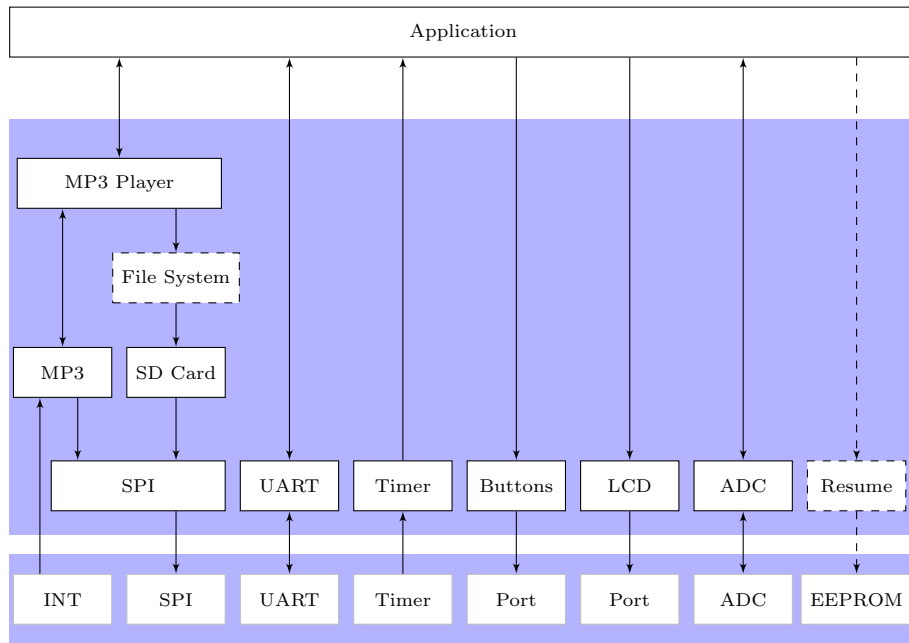 Application
MP3 Player
File System
MP3
SD Card
SPI
UART
Timer
Buttons
LCD
ADC
Resume
INT
SPI
UART
Timer
Port
Port
ADC
EEPROM